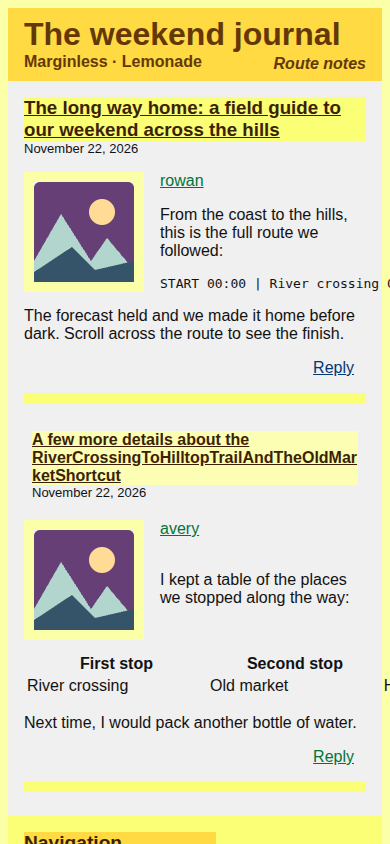 The weekend journal
Marginless · Lemonade
Route notes
The long way home: a field guide to
our weekend across the hills
November 22, 2026
rowan
From the coast to the hills,
this is the full route we
followed:
START 00:00 | River crossing
The forecast held and we made it home before
dark. Scroll across the route to see the finish.
Reply
A few more details about the
RiverCrossingToHilltopTrailAndTheOldMar
ketShortcut
November 22, 2026
avery
I kept a table of the places
we stopped along the way:
First stop Second stop
River crossing Old market
Next time, I would pack another bottle of water.
Reply
Navigation